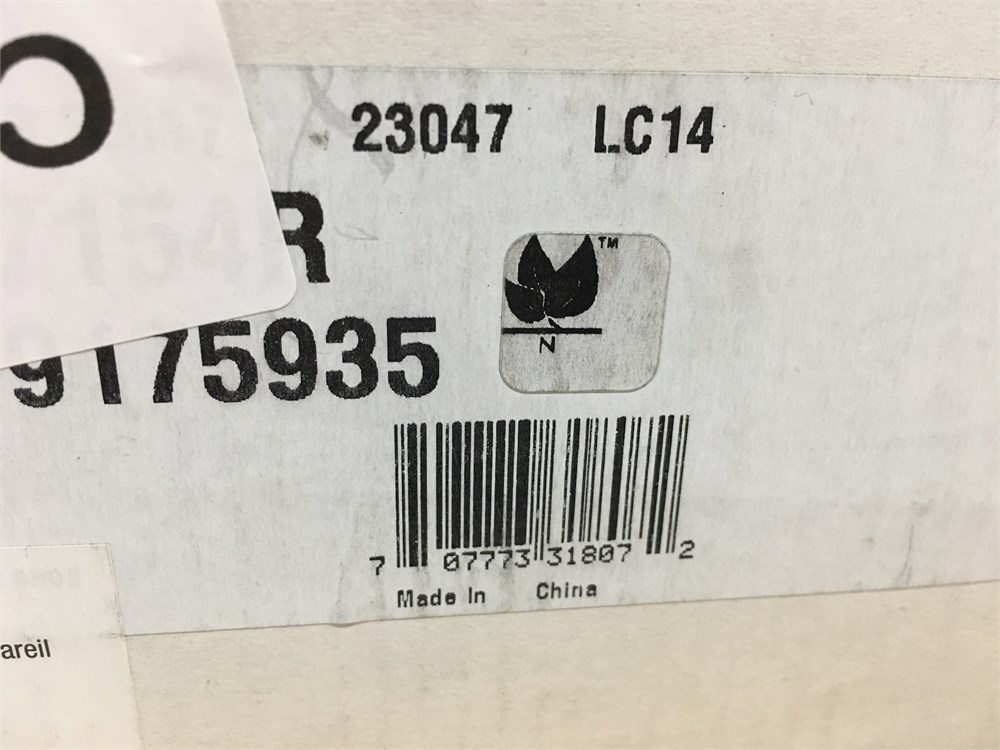 C
23047 LC14
R
9175935
TM
N
7 07773 31807 2
Made In China
areil